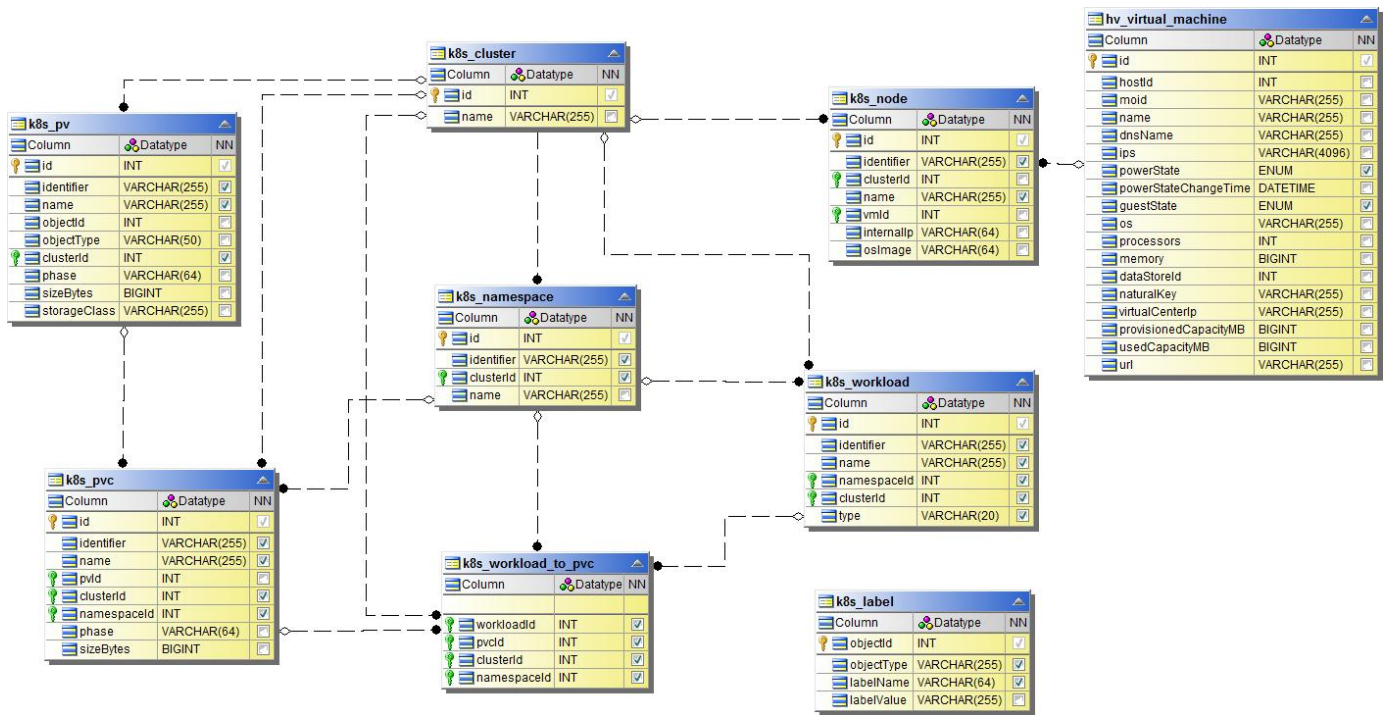 k8s_cluster
Column Datatype NN
id INT
name VARCHAR(255)
hv_virtual_machine
Column Datatype NN
id INT
hostId INT
moid VARCHAR(255)
name VARCHAR(255)
dnsName VARCHAR(255)
ips VARCHAR(4096)
powerState ENUM
powerStateChangeTime DATETIME
guestState ENUM
os VARCHAR(255)
processors INT
memory BIGINT
dataStoreId INT
naturalKey VARCHAR(255)
virtualCenterIp VARCHAR(255)
provisionedCapacityMB BIGINT
usedCapacityMB BIGINT
url VARCHAR(255)
k8s_node
Column Datatype NN
id INT
identifier VARCHAR(255)
clusterId INT
name VARCHAR(255)
vmId INT
internalIp VARCHAR(64)
osImage VARCHAR(64)
k8s_pv
Column Datatype NN
id INT
identifier VARCHAR(255)
name VARCHAR(255)
objectId INT
objectType VARCHAR(50)
clusterId INT
phase VARCHAR(64)
sizeBytes BIGINT
storageClass VARCHAR(255)
k8s_namespace
Column Datatype NN
id INT
identifier VARCHAR(255)
clusterId INT
name VARCHAR(255)
k8s_workload
Column Datatype NN
id INT
identifier VARCHAR(255)
name VARCHAR(255)
namespaceId INT
clusterId INT
type VARCHAR(20)
k8s_pvc
Column Datatype NN
id INT
identifier VARCHAR(255)
name VARCHAR(255)
pvId INT
clusterId INT
namespaceId INT
phase VARCHAR(64)
sizeBytes BIGINT
k8s_workload_to_pvc
Column Datatype NN
workloadId INT
pvcId INT
clusterId INT
namespaceId INT
k8s_label
Column Datatype NN
objectId INT
objectType VARCHAR(255)
labelName VARCHAR(64)
labelValue VARCHAR(255)